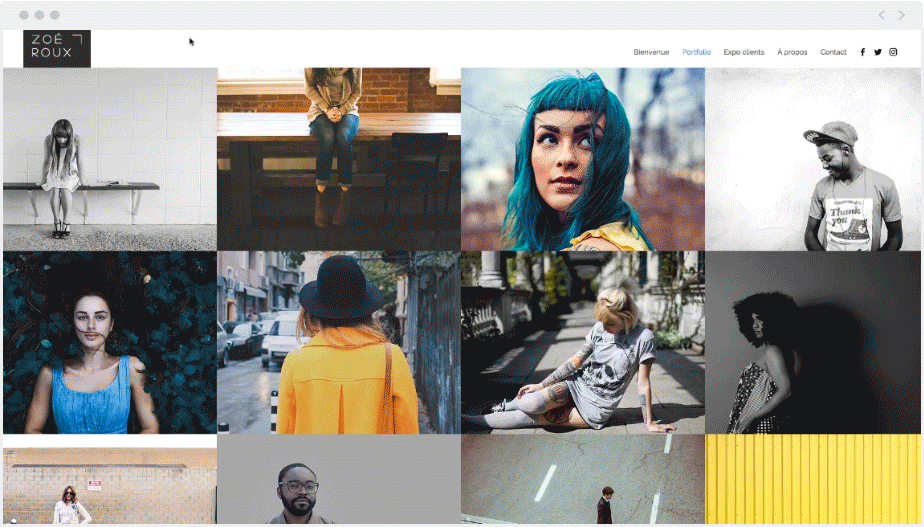 ZOÉ
ROUX
Bienvenue Portfolio Expo clients À propos Contact
Thank
you